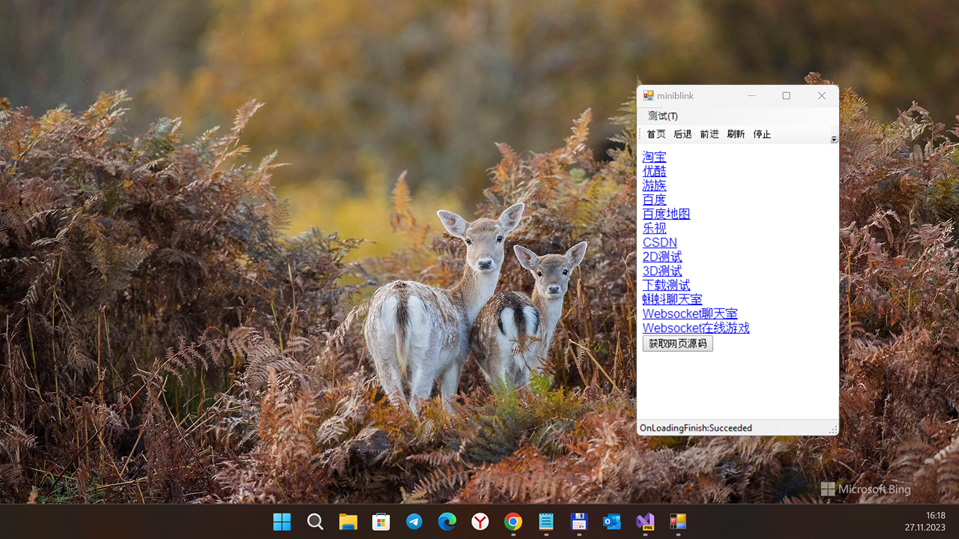 miniblink
测试(T)
首页 后退 前进 刷新 停止
淘宝
优酷
游族
百度
百度地图
乐视
CSDN
2D测试
3D测试
下载测试
蝌蚪聊天室
Websocket聊天室
Websocket在线游戏
获取网页源码
OnLoadingFinish:Succeeded
Microsoft Bing
16:18
27.11.2023